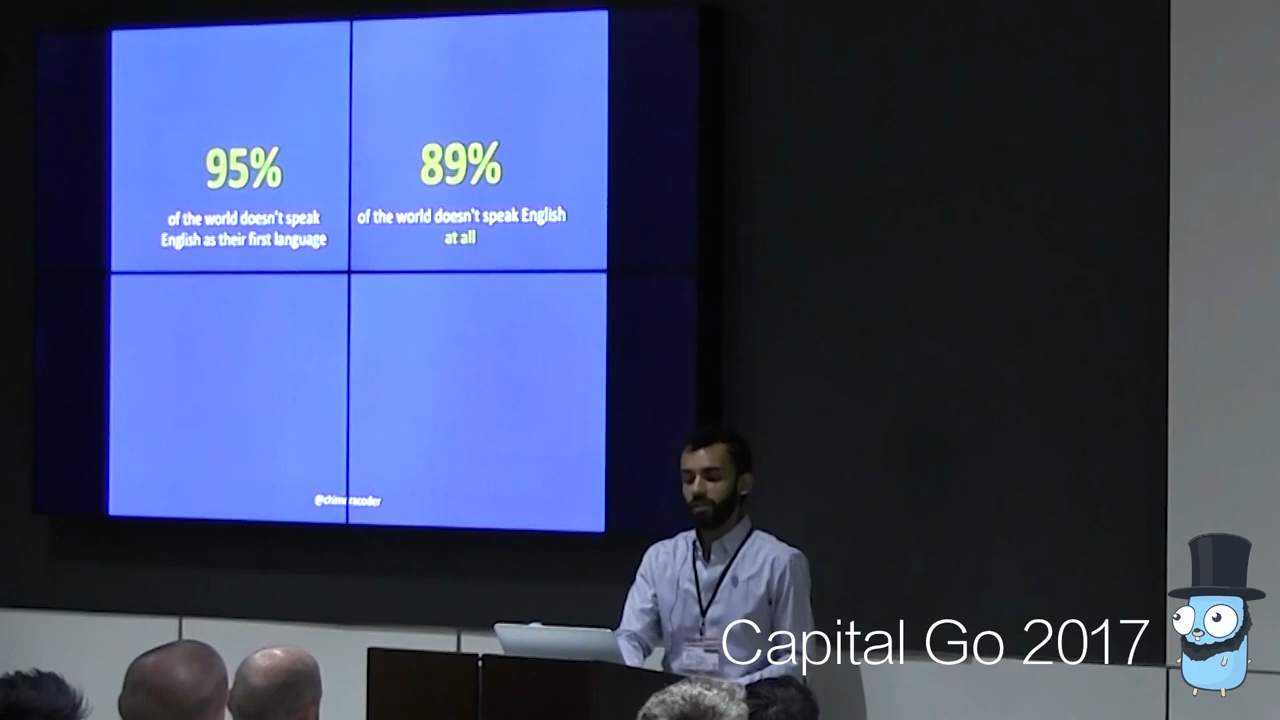 95%
of the world doesn't speak
English as their first language
89%
of the world doesn't speak English
at all
@chimeracoder
Capital Go 2017